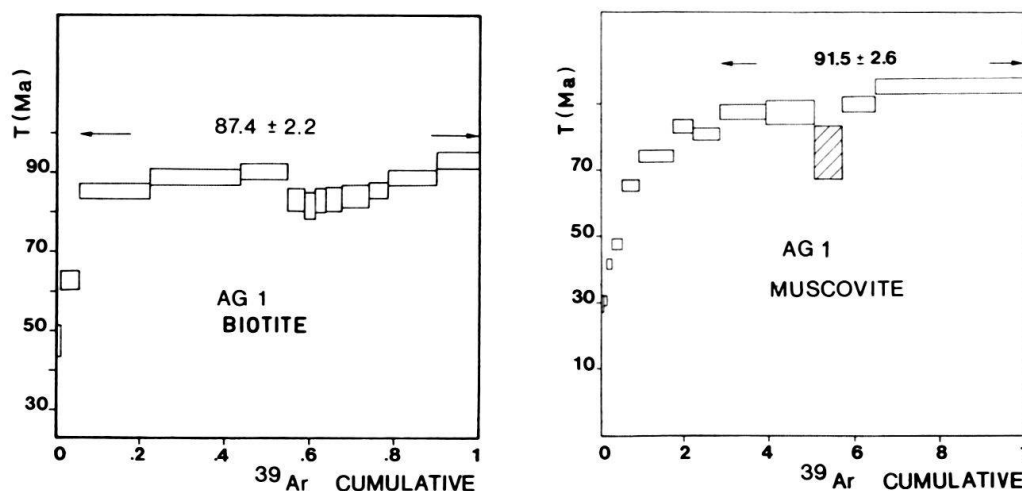 T(Ma)
90
70
50
30
87.4 ± 2.2
AG 1
BIOTITE
0 .2 .4 .6 .8 1
39 Ar CUMULATIVE
T(Ma)
70
50
30
10
91.5 ± 2.6
AG 1
MUSCOVITE
0 2 4 6 8 1
39 Ar CUMULATIVE